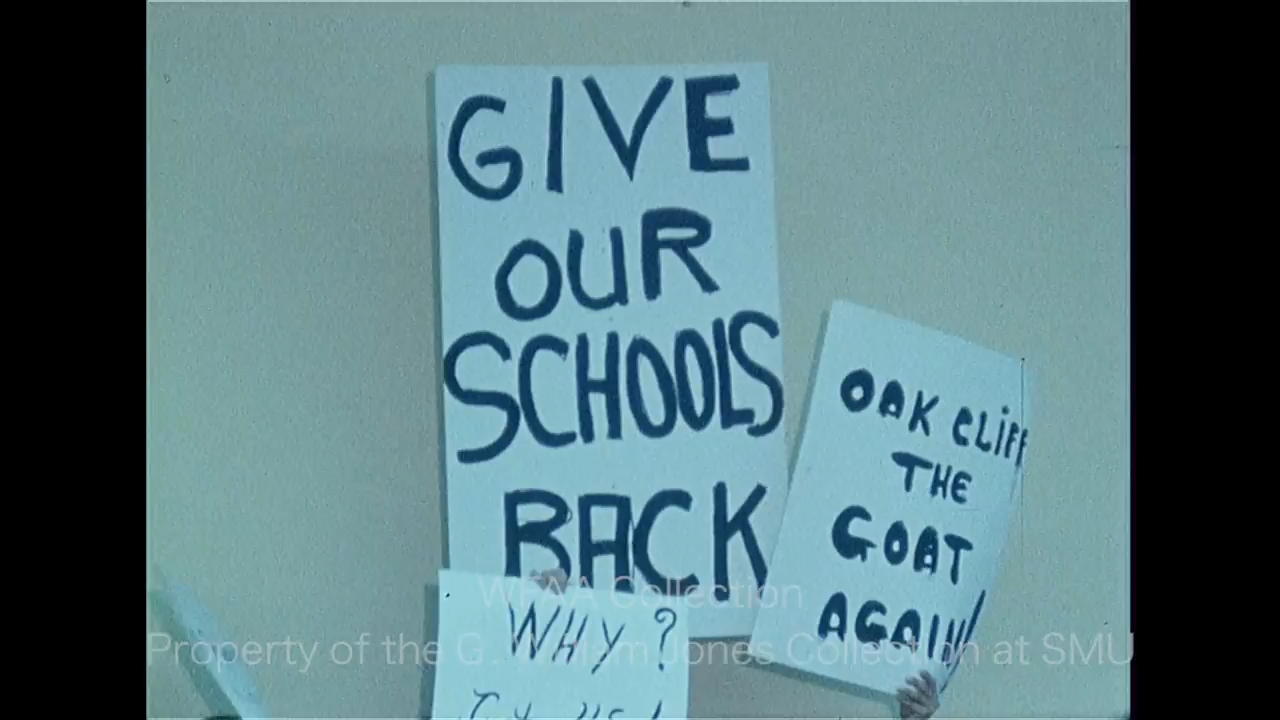 GIVE
OUR
SCHOOLS
BACK
OAK CLIFF
THE
GOAT
AGAIN
WHY?
WFAA Collection
Property of the G. William Jones Collection at SMU